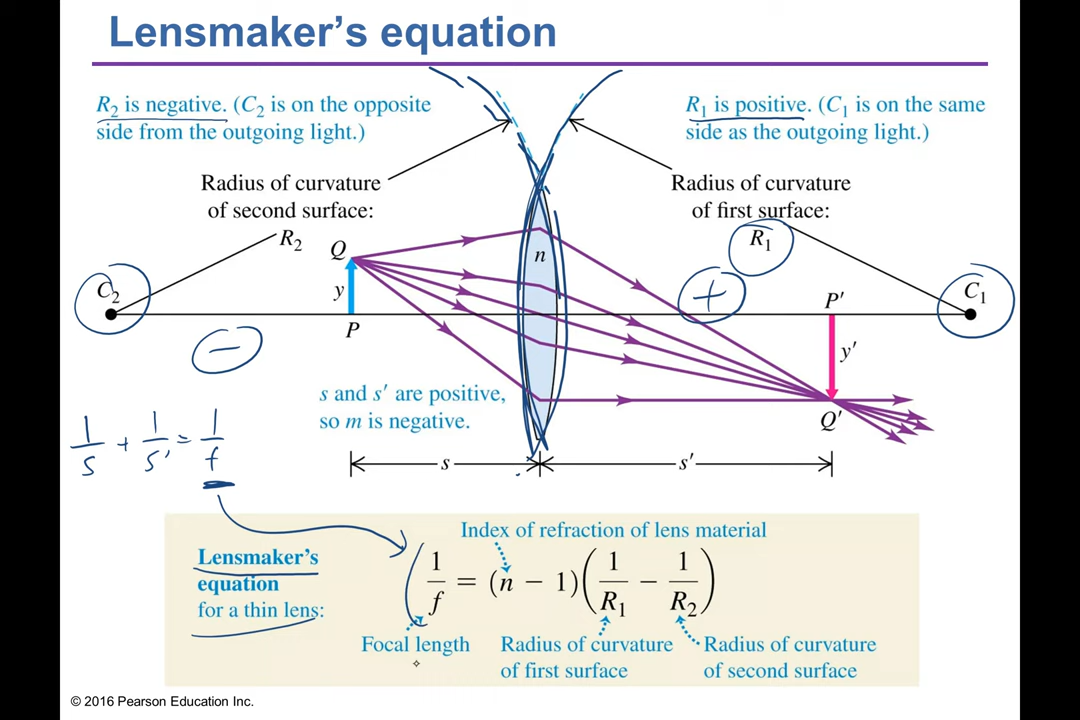 Lensmaker's equation
R₂ is negative. (C₂ is on the opposite
side from the outgoing light.)
R₁ is positive. (C₁ is on the same
side as the outgoing light.)
Radius of curvature
of second surface:
R₂
Radius of curvature
of first surface:
R₁
Q
n
C₂
y
+
P′
C₁
P
−
y′
s and s′ are positive,
so m is negative.
Q′
1/s + 1/s' = 1/f
s
s′
Index of refraction of lens material
Lensmaker's
equation
for a thin lens:
1/f = (n − 1)(1/R₁ − 1/R₂)
Focal length
Radius of curvature
of first surface
Radius of curvature
of second surface
© 2016 Pearson Education Inc.